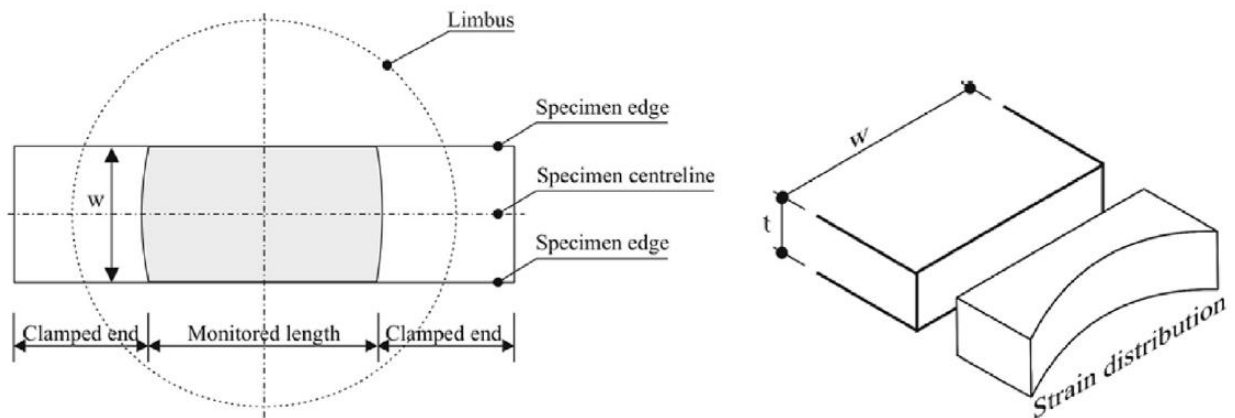 Limbus
Specimen edge
Specimen centreline
Specimen edge
w
Clamped end
Monitored length
Clamped end
w
t
Strain distribution